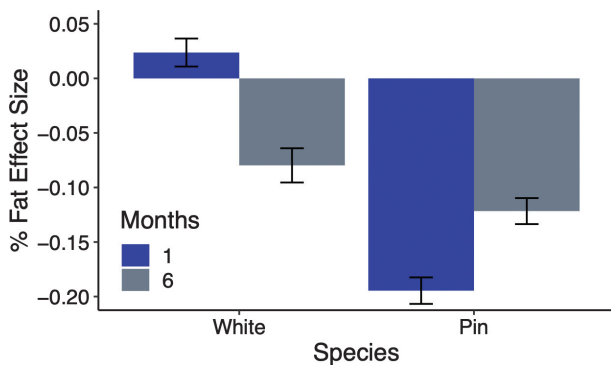 % Fat Effect Size
0.05
0.00
−0.05
−0.10
−0.15
−0.20
Months
1
6
White
Pin
Species